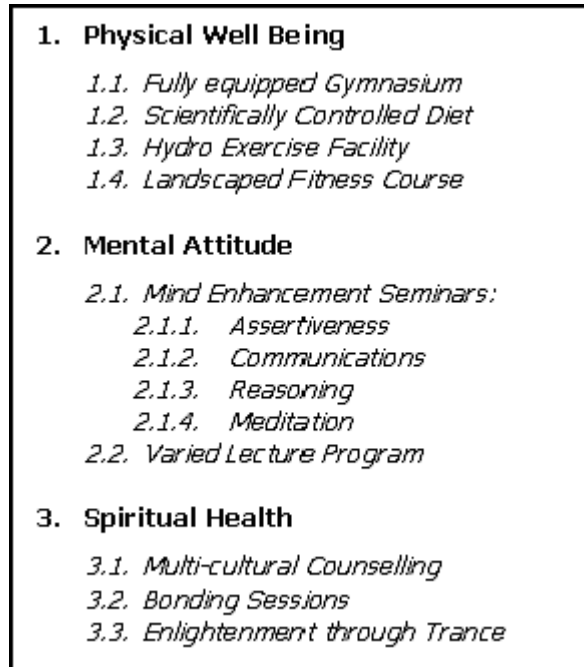 1. Physical Well Being
1.1. Fully equipped Gymnasium
1.2. Scientifically Controlled Diet
1.3. Hydro Exercise Facility
1.4. Landscaped Fitness Course
2. Mental Attitude
2.1. Mind Enhancement Seminars:
2.1.1. Assertiveness
2.1.2. Communications
2.1.3. Reasoning
2.1.4. Meditation
2.2. Varied Lecture Program
3. Spiritual Health
3.1. Multi-cultural Counselling
3.2. Bonding Sessions
3.3. Enlightenment through Trance